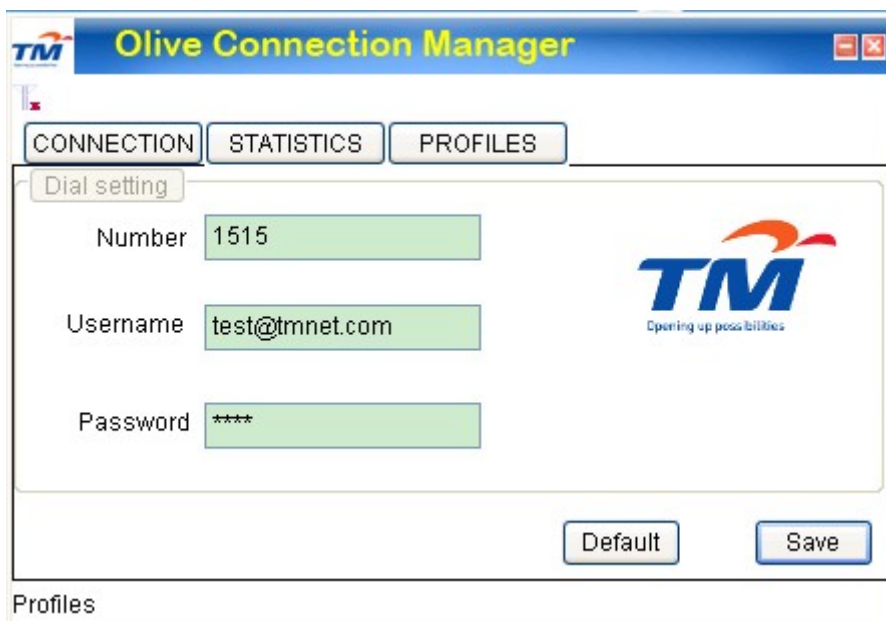 TM Olive Connection Manager
CONNECTION STATISTICS PROFILES
Dial setting
Number 1515
TM
Opening up possibilities
Username test@tmnet.com
Password ****
Default Save
Profiles